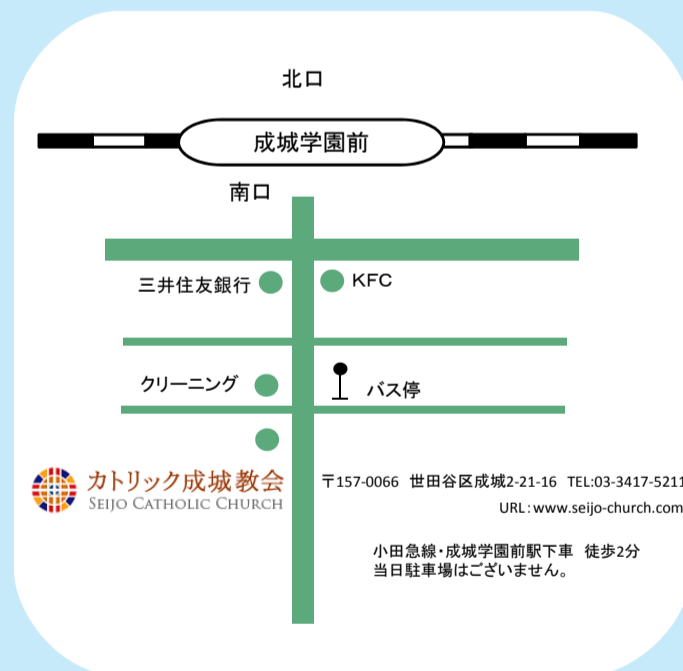 北口
成城学園前
南口
三井住友銀行
KFC
クリーニング
バス停
カトリック成城教会
SEIJO CATHOLIC CHURCH
〒157-0066 世田谷区成城2-21-16 TEL:03-3417-5211
URL:www.seijo-church.com
小田急線・成城学園前駅下車 徒歩2分
当日駐車場はございません。